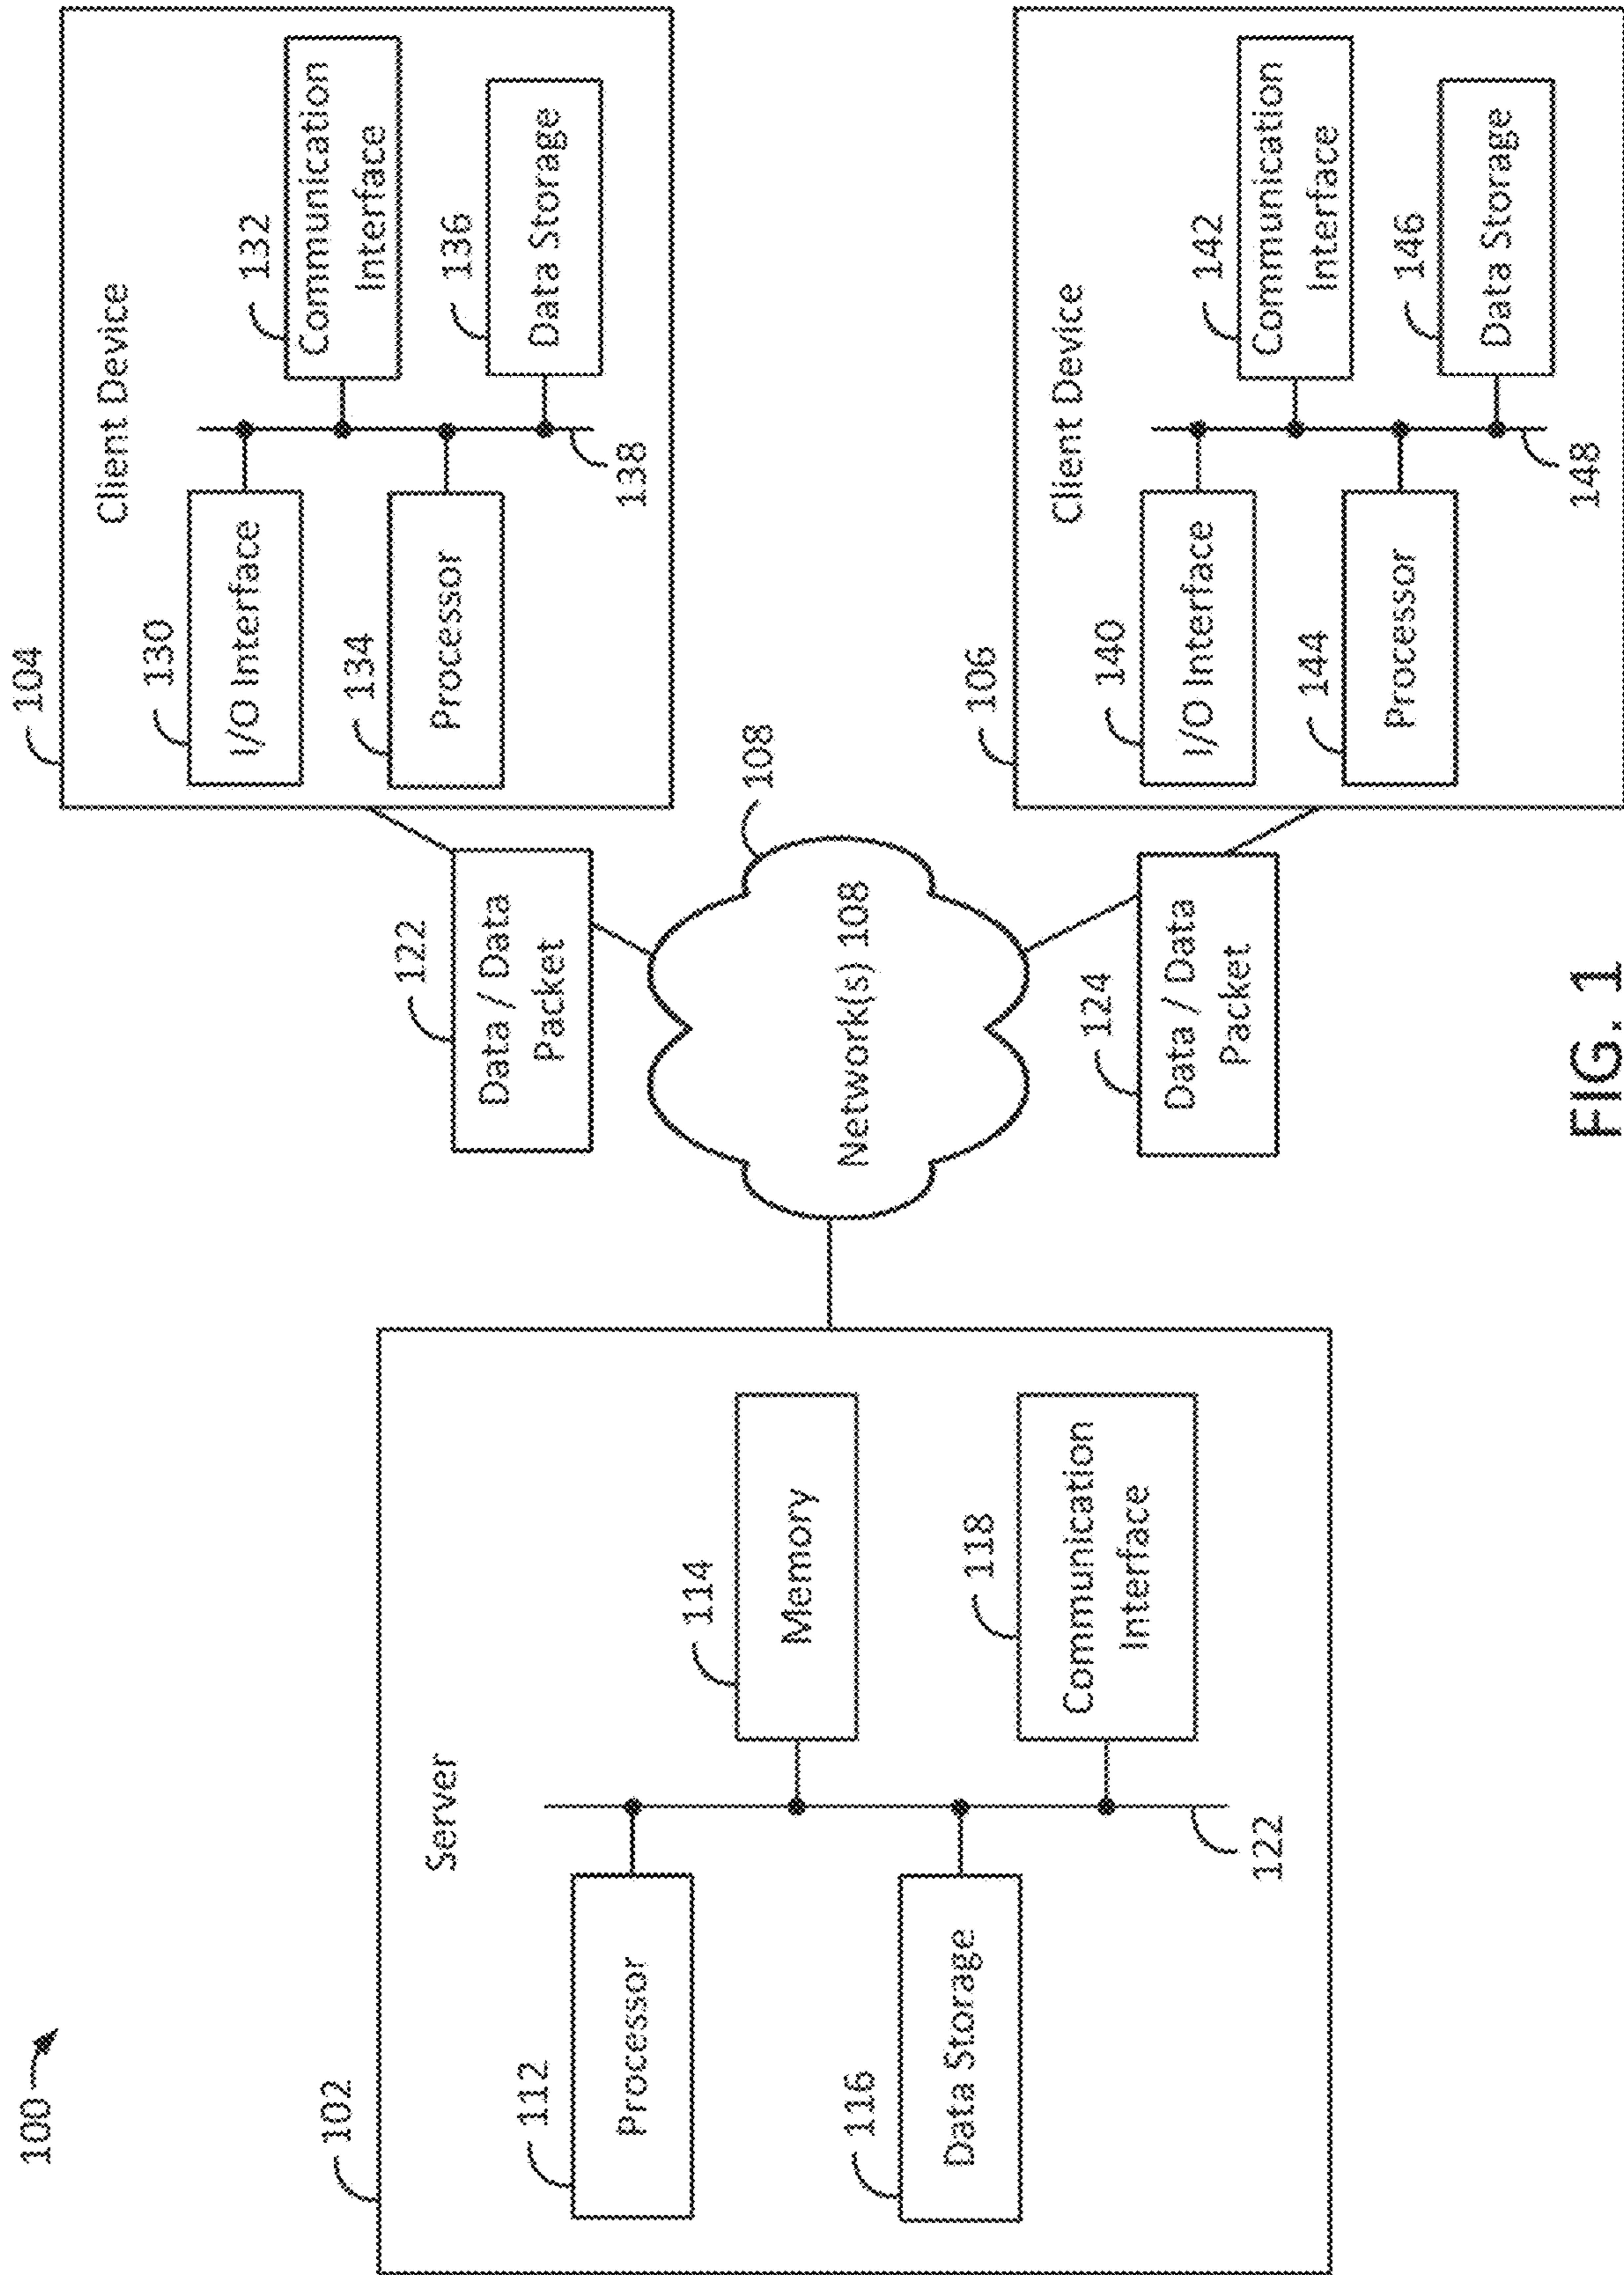 100
102
Server
112
Processor
114
Memory
116
Data Storage
118
Communication
Interface
122
Network(s) 108
108
122
Data / Data
Packet
124
Data / Data
Packet
104
Client Device
130
I/O Interface
132
Communication
Interface
134
Processor
136
Data Storage
138
106
Client Device
140
I/O Interface
142
Communication
Interface
144
Processor
146
Data Storage
148
FIG. 1